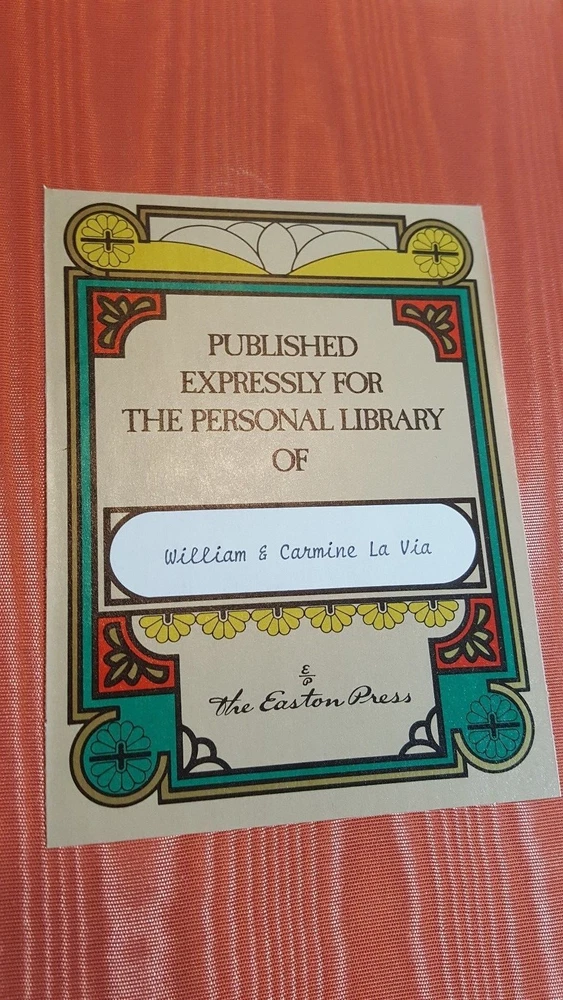 PUBLISHED
EXPRESSLY FOR
THE PERSONAL LIBRARY
OF
William & Carmine La Via
E
P
The Easton Press